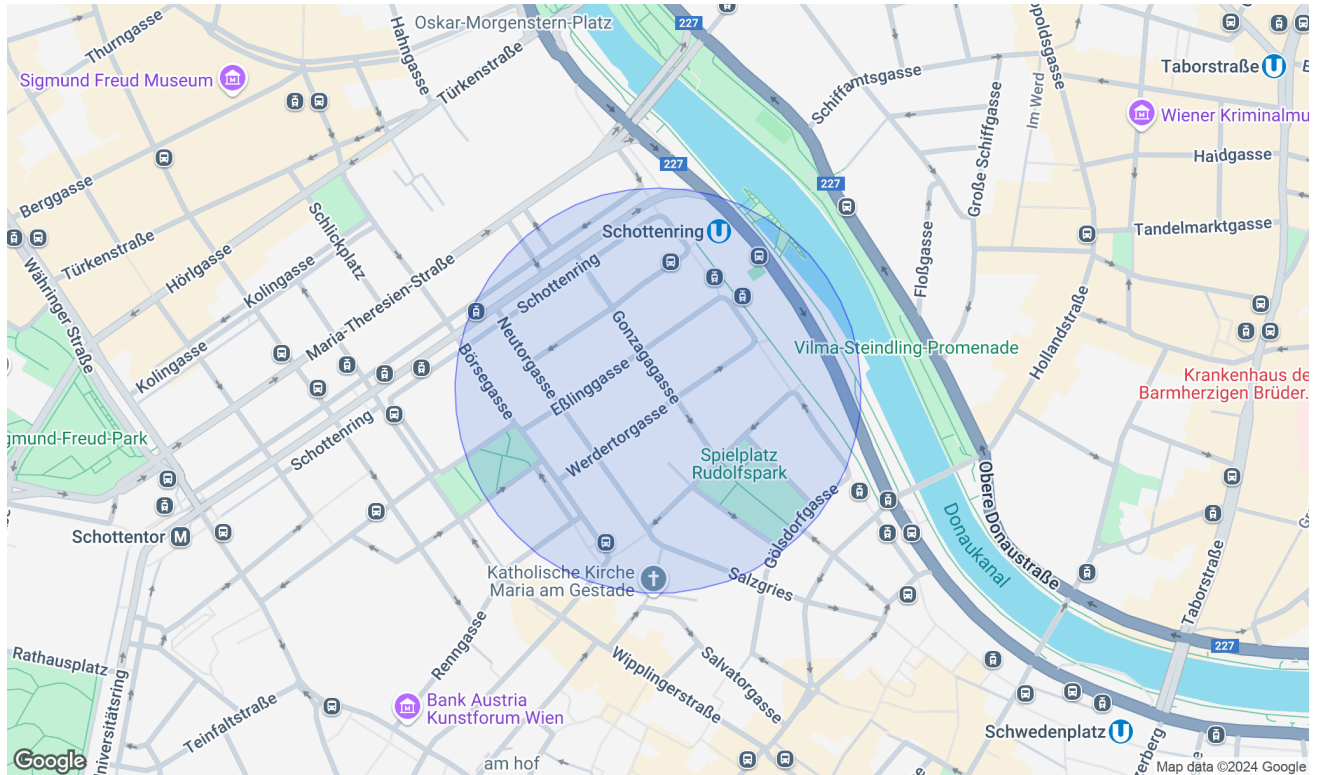 Oskar-Morgenstern-Platz
227
Thurngasse
Hahngasse
Türkenstraße
Sigmund Freud Museum
Schiffamtsgasse
Große Schiffgasse
Im Werd
Taborstraße
Wiener Kriminalmu
Haidgasse
227
227
Berggasse
Schlickplatz
Türkenstraße
Hörlgasse
Kolingasse
Maria-Theresien-Straße
Schottenring
Schottenring
Floßgasse
Tandelmarktgasse
Währinger Straße
Kolingasse
Börsegasse
Neutorgasse
Gonzagagasse
Eßlinggasse
Vilma-Steindling-Promenade
Hollandstraße
Krankenhaus de
Barmherzigen Brüder.
gmund-Freud-Park
Schottenring
Werdertorgasse
Spielplatz
Rudolfspark
Gölsdorfgasse
Obere Donaustraße
Donaukanal
Schottentor
Katholische Kirche
Maria am Gestade
Salzgries
Taborstraße
Rathausplatz
Universitätsring
Teinfaltstraße
Renngasse
Wipplingerstraße
Salvatorgasse
227
Bank Austria
Kunstforum Wien
Schwedenplatz
am hof
Google
Map data ©2024 Google